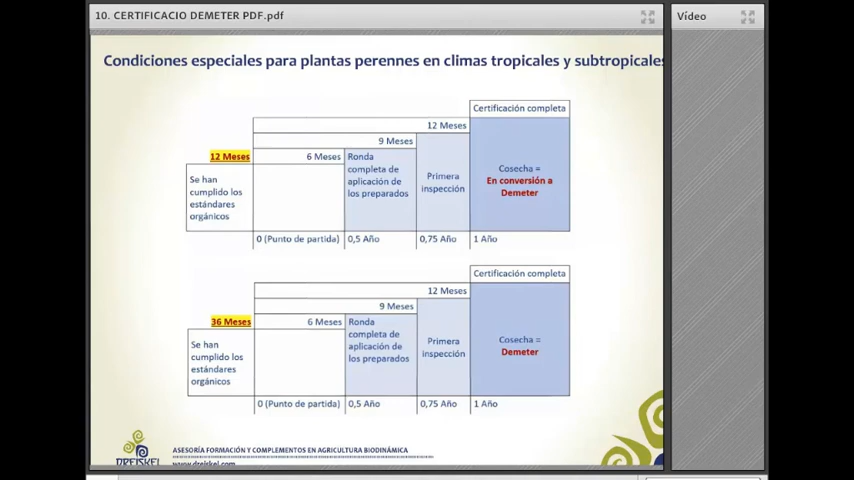 10. CERTIFICACIO DEMETER PDF.pdf
Vídeo
Condiciones especiales para plantas perennes en climas tropicales y subtropicales
Certificación completa
12 Meses
9 Meses
12 Meses
6 Meses
Ronda
completa de
aplicación de
los preparados
Se han
cumplido los
estándares
orgánicos
Primera
inspección
Cosecha =
En conversión a
Demeter
0 (Punto de partida)
0,5 Año
0,75 Año
1 Año
Certificación completa
12 Meses
9 Meses
36 Meses
6 Meses
Ronda
completa de
aplicación de
los preparados
Se han
cumplido los
estándares
orgánicos
Primera
inspección
Cosecha =
Demeter
0 (Punto de partida)
0,5 Año
0,75 Año
1 Año
DREISKEL
ASESORÍA FORMACIÓN Y COMPLEMENTOS EN AGRICULTURA BIODINÁMICA
www.dreiskel.com